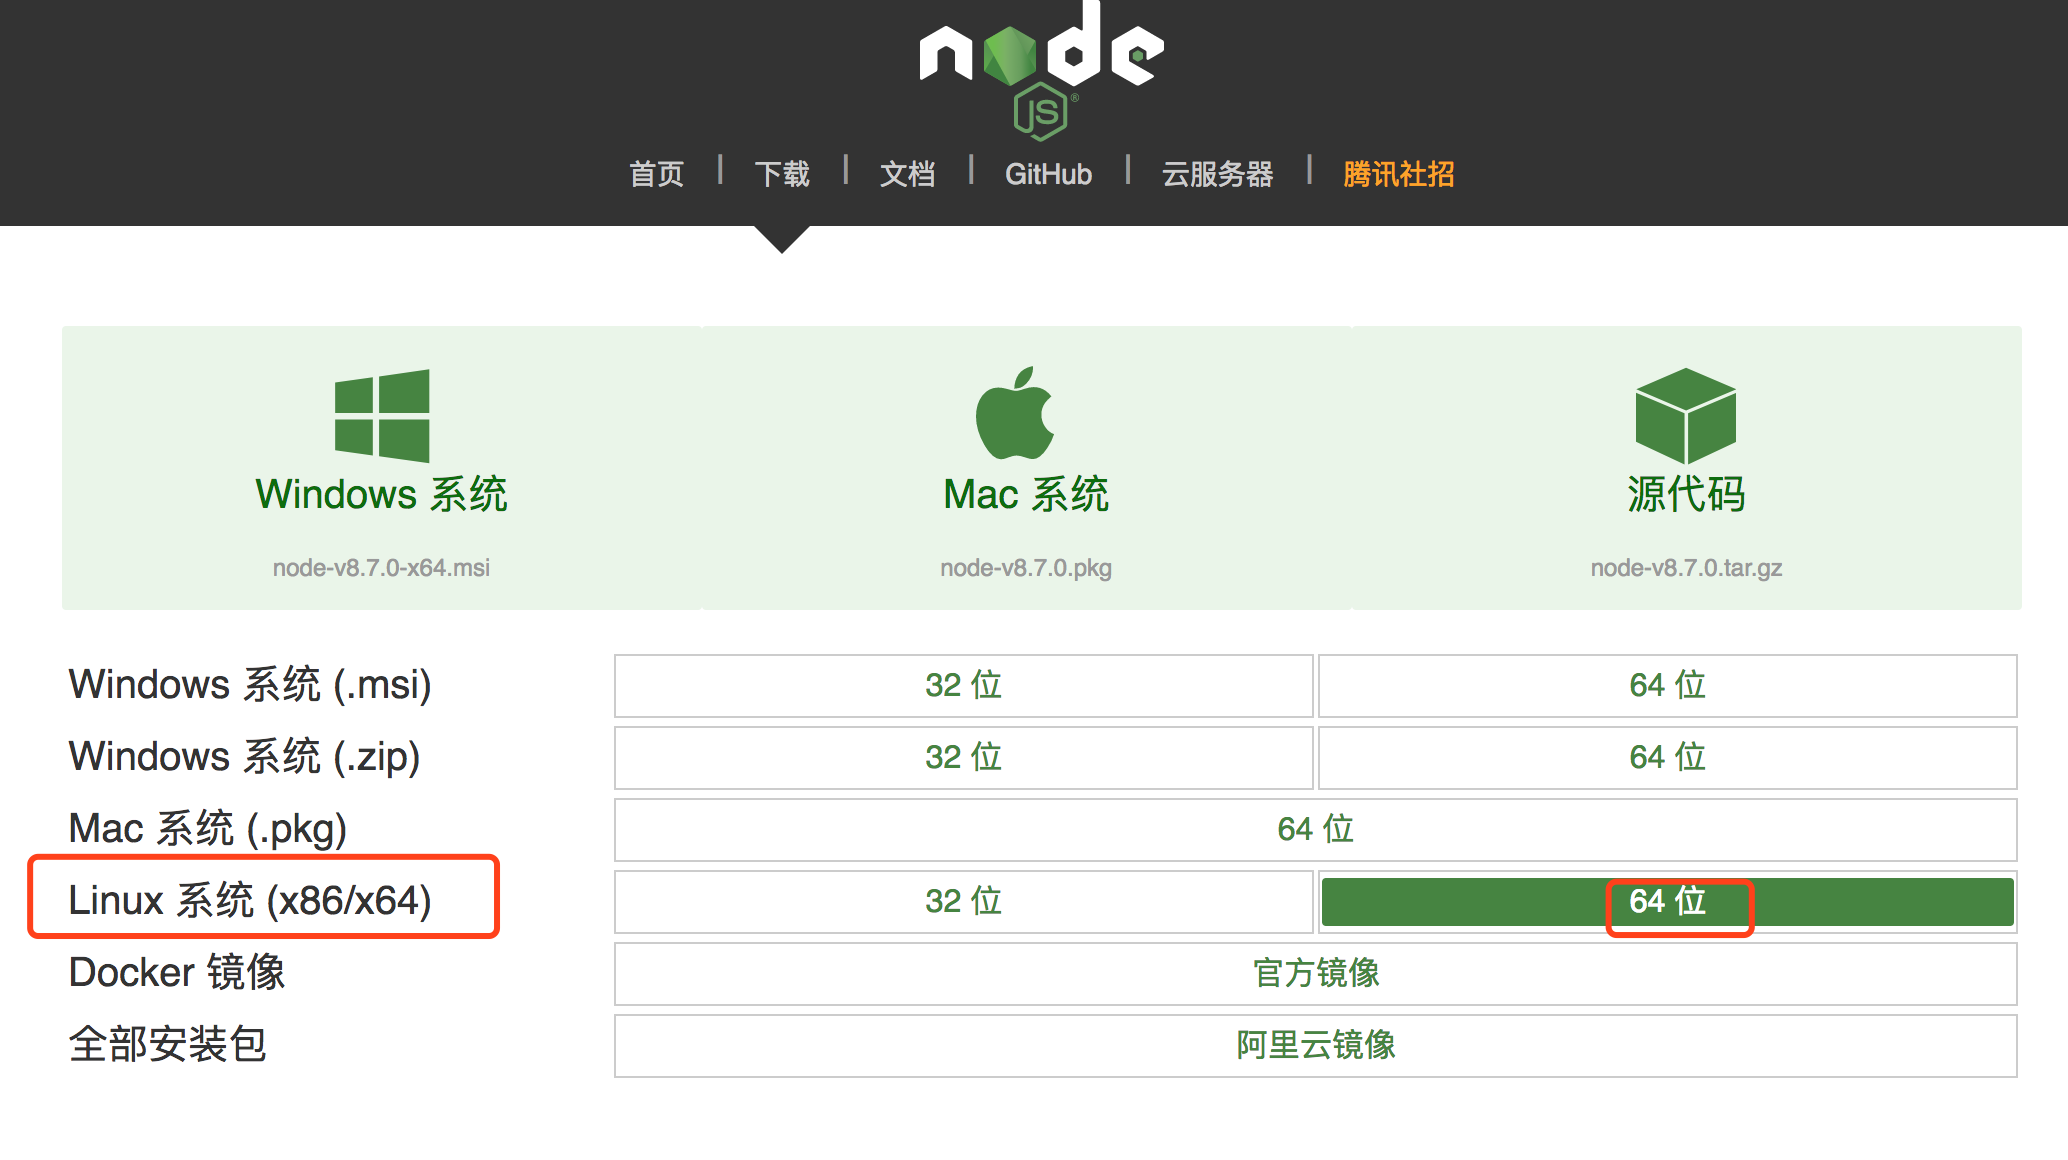 node
JS®
首页 | 下载 | 文档 | GitHub | 云服务器 | 腾讯社招
Windows 系统 Mac 系统 源代码
node-v8.7.0-x64.msi node-v8.7.0.pkg node-v8.7.0.tar.gz
Windows 系统 (.msi) 32 位 64 位
Windows 系统 (.zip) 32 位 64 位
Mac 系统 (.pkg) 64 位
Linux 系统 (x86/x64) 32 位 64 位
Docker 镜像 官方镜像
全部安装包 阿里云镜像